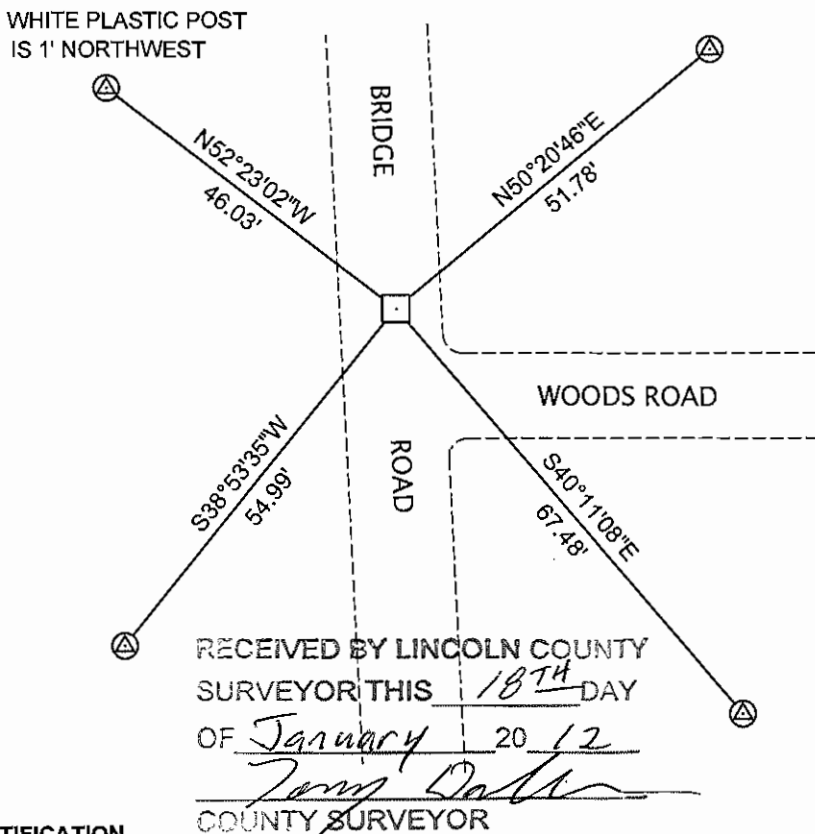 WHITE PLASTIC POST
IS 1' NORTHWEST
BRIDGE
N52°23'02"W
46.03'
N50°20'46"E
51.78'
WOODS ROAD
ROAD
S38°53'35"W
54.99'
S40°11'08"E
67.48'
RECEIVED BY LINCOLN COUNTY
SURVEYOR THIS 18TH DAY
OF January 20 12
COUNTY SURVEYOR